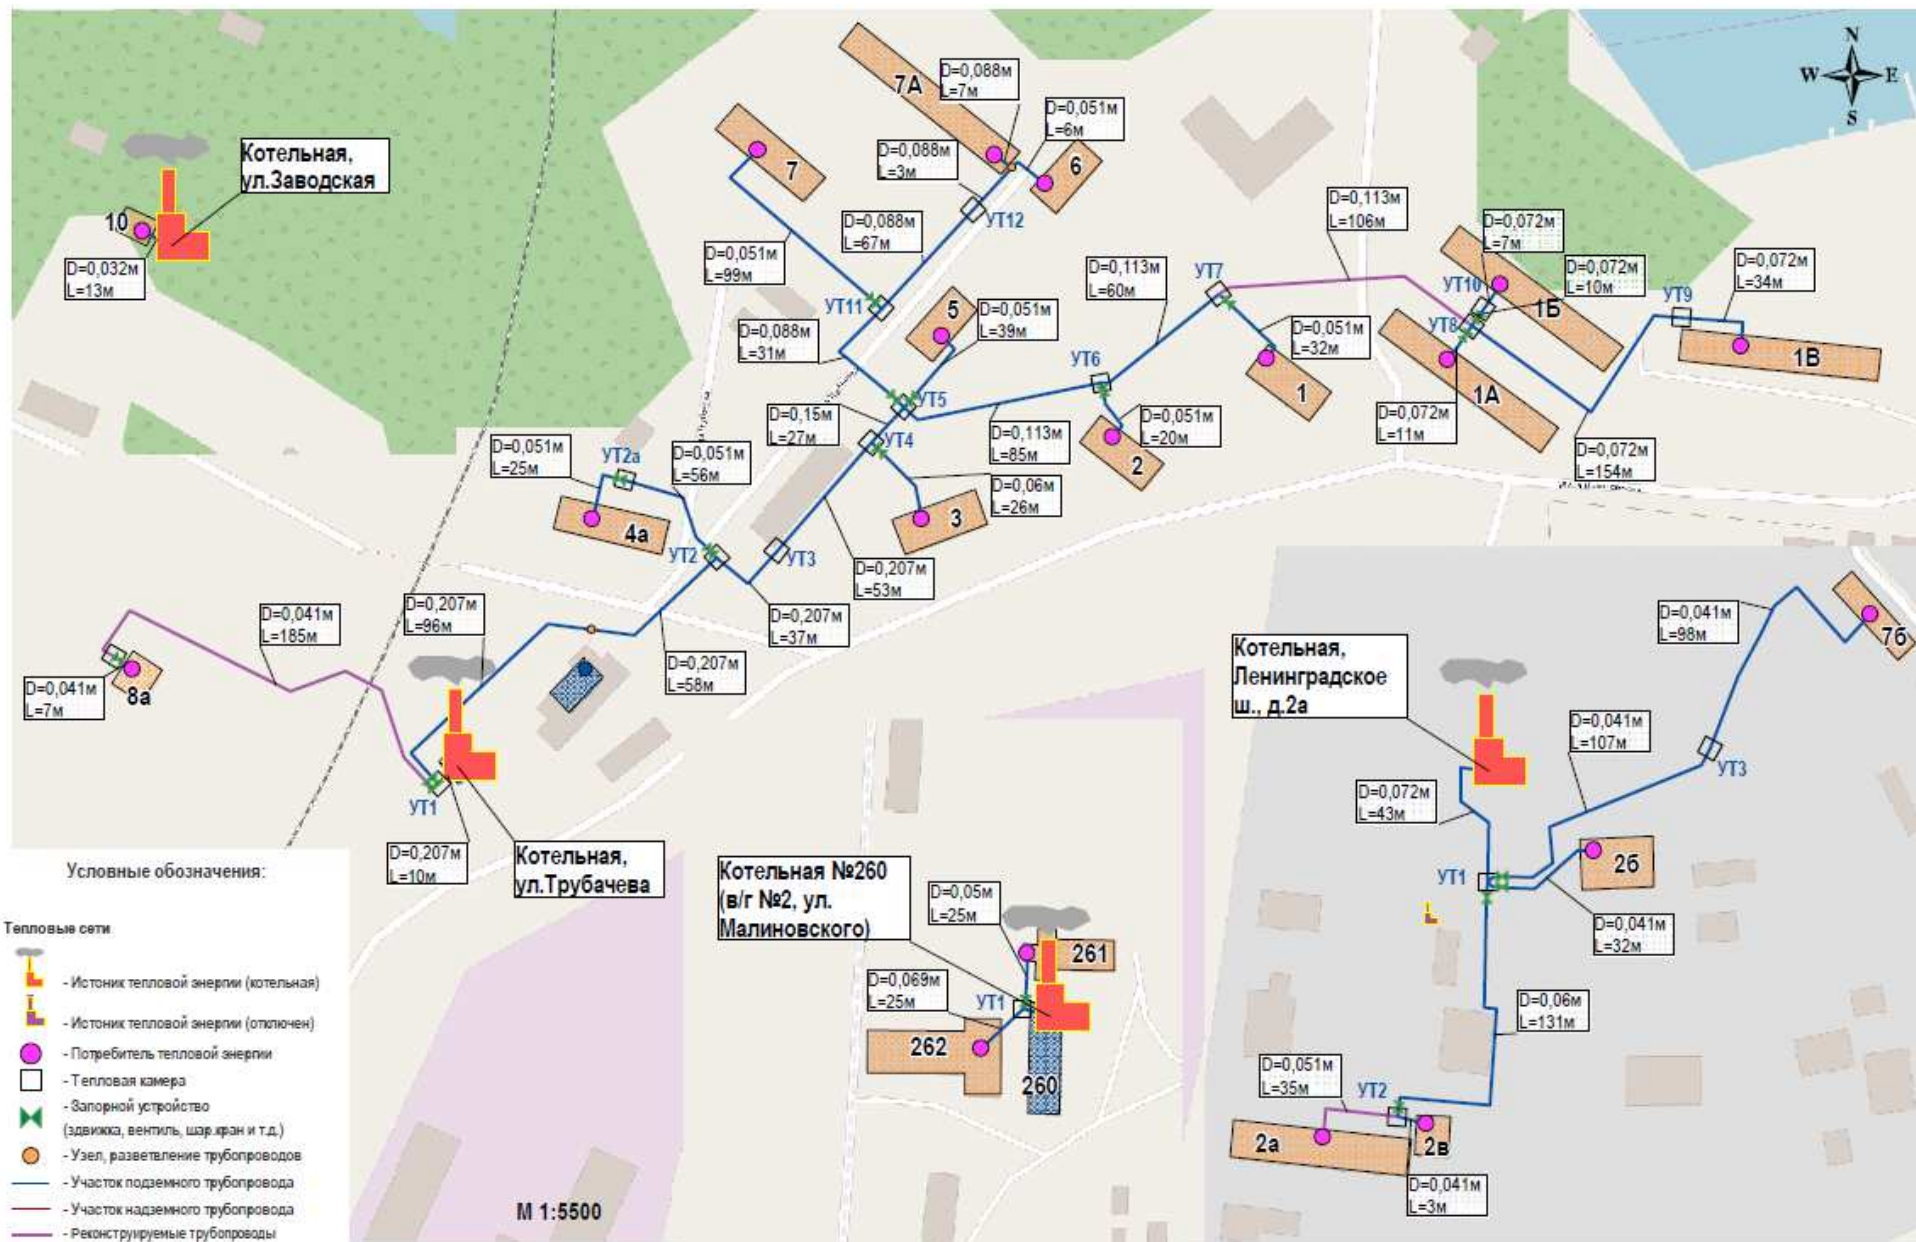 N
W
E
S
Котельная,
ул.Заводская
10
D=0,032м
L=13м
7А
D=0,088м
L=7м
D=0,051м
L=6м
7
D=0,088м
L=3м
6
УТ12
D=0,088м
L=67м
D=0,051м
L=99м
УТ11
D=0,088м
L=31м
5
D=0,051м
L=39м
D=0,113м
L=60м
УТ7
D=0,113м
L=106м
D=0,072м
L=7м
D=0,072м
L=10м
УТ10
1Б
УТ8
УТ9
D=0,072м
L=34м
1В
D=0,051м
L=32м
1
1А
D=0,072м
L=11м
D=0,072м
L=154м
УТ6
D=0,051м
L=20м
2
УТ5
D=0,15м
L=27м
УТ4
D=0,113м
L=85м
D=0,06м
L=26м
3
D=0,051м
L=25м
УТ2а
D=0,051м
L=56м
4а
УТ2
УТ3
D=0,207м
L=53м
D=0,207м
L=37м
D=0,207м
L=58м
D=0,207м
L=96м
D=0,041м
L=185м
D=0,041м
L=7м
8а
УТ1
D=0,207м
L=10м
Котельная,
ул.Трубачева
Котельная №260
(в/г №2, ул.
Малиновского)
D=0,05м
L=25м
261
D=0,069м
L=25м
УТ1
262
260
Котельная,
Ленинградское
ш., д.2а
D=0,041м
L=98м
7б
D=0,041м
L=107м
УТ3
D=0,072м
L=43м
УТ1
2б
D=0,041м
L=32м
D=0,06м
L=131м
D=0,051м
L=35м
УТ2
2а
2в
D=0,041м
L=3м
Условные обозначения:
Тепловые сети
- Истоник тепловой энергии (котельная)
- Истоник тепловой энергии (отключен)
- Потребитель тепловой энергии
- Тепловая камера
- Запорной устройство
(здвижка, вентиль, шар.кран и т.д.)
- Узел, разветвление трубопроводов
- Участок подземного трубопровода
- Участок надземного трубопровода
- Реконструируемые трубопроводы
М 1:5500